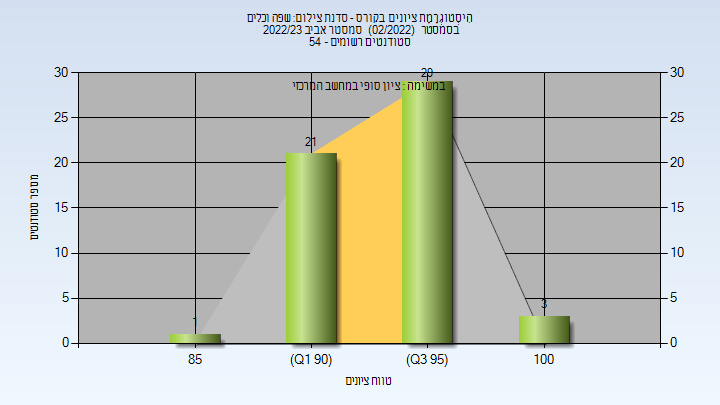 היסטוגרמת ציונים בקורס - סדנת צילום: שפה וכלים
בסמסטר (02/2022) סמסטר אביב 2022/23
סטודנטים רשומים - 54
במשימה : ציון סופי במחשב המרכזי
30
25
20
15
10
5
0
30
25
20
15
10
5
0
מספר סטודנטים
1
21
29
3
85
(Q1 90)
(Q3 95)
100
טווח ציונים